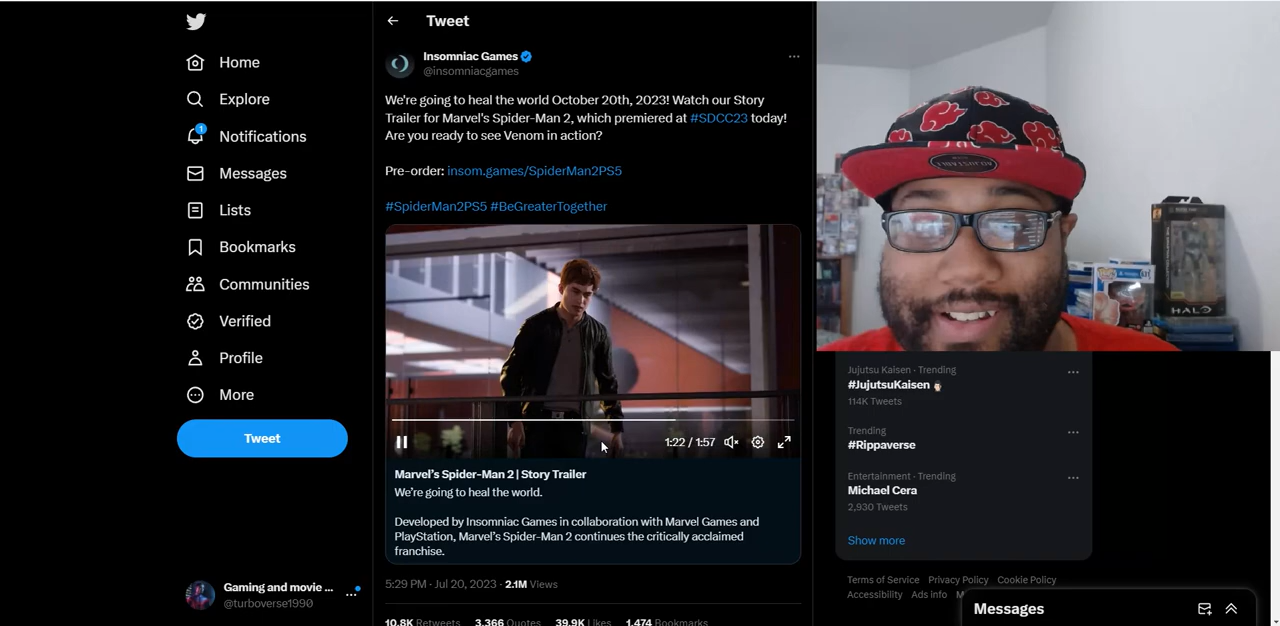 Home
Explore
1
Notifications
Messages
Lists
Bookmarks
Communities
Verified
Profile
More
Tweet
Gaming and movie ...
@turboverse1990
Tweet
Insomniac Games
@insomniacgames
We're going to heal the world October 20th, 2023! Watch our Story
Trailer for Marvel's Spider-Man 2, which premiered at #SDCC23 today!
Are you ready to see Venom in action?
Pre-order: insom.games/SpiderMan2PS5
#SpiderMan2PS5 #BeGreaterTogether
1:22 / 1:57
Marvel's Spider-Man 2 | Story Trailer
We're going to heal the world.
Developed by Insomniac Games in collaboration with Marvel Games and
PlayStation, Marvel's Spider-Man 2 continues the critically acclaimed
franchise.
5:29 PM · Jul 20, 2023 · 2.1M Views
10.8K Retweets 3,366 Quotes 39.9K Likes 1,474 Bookmarks
HALO
Jujutsu Kaisen · Trending
#JujutsuKaisen
114K Tweets
Trending
#Rippaverse
Entertainment · Trending
Michael Cera
2,930 Tweets
Show more
Terms of Service Privacy Policy Cookie Policy
Accessibility Ads info
Messages